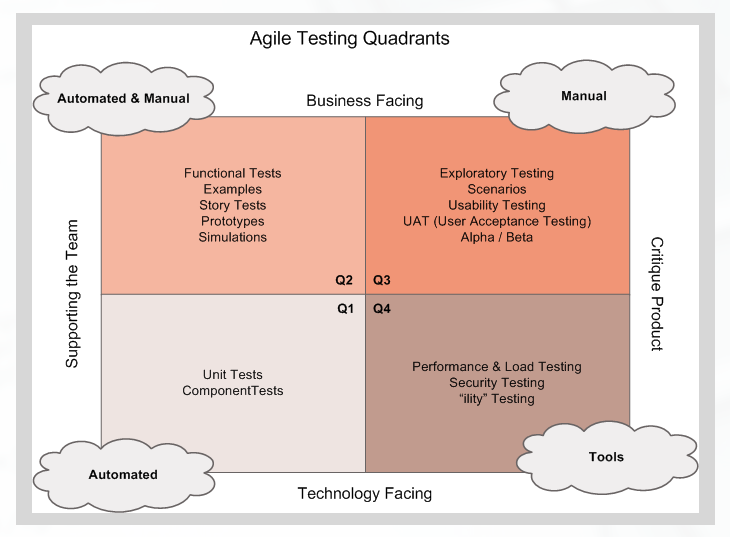 Agile Testing Quadrants
Automated & Manual
Business Facing
Manual
Functional Tests
Examples
Story Tests
Prototypes
Simulations
Q2
Exploratory Testing
Scenarios
Usability Testing
UAT (User Acceptance Testing)
Alpha / Beta
Q3
Supporting the Team
Critique Product
Q1
Unit Tests
ComponentTests
Q4
Performance & Load Testing
Security Testing
“ility” Testing
Automated
Technology Facing
Tools